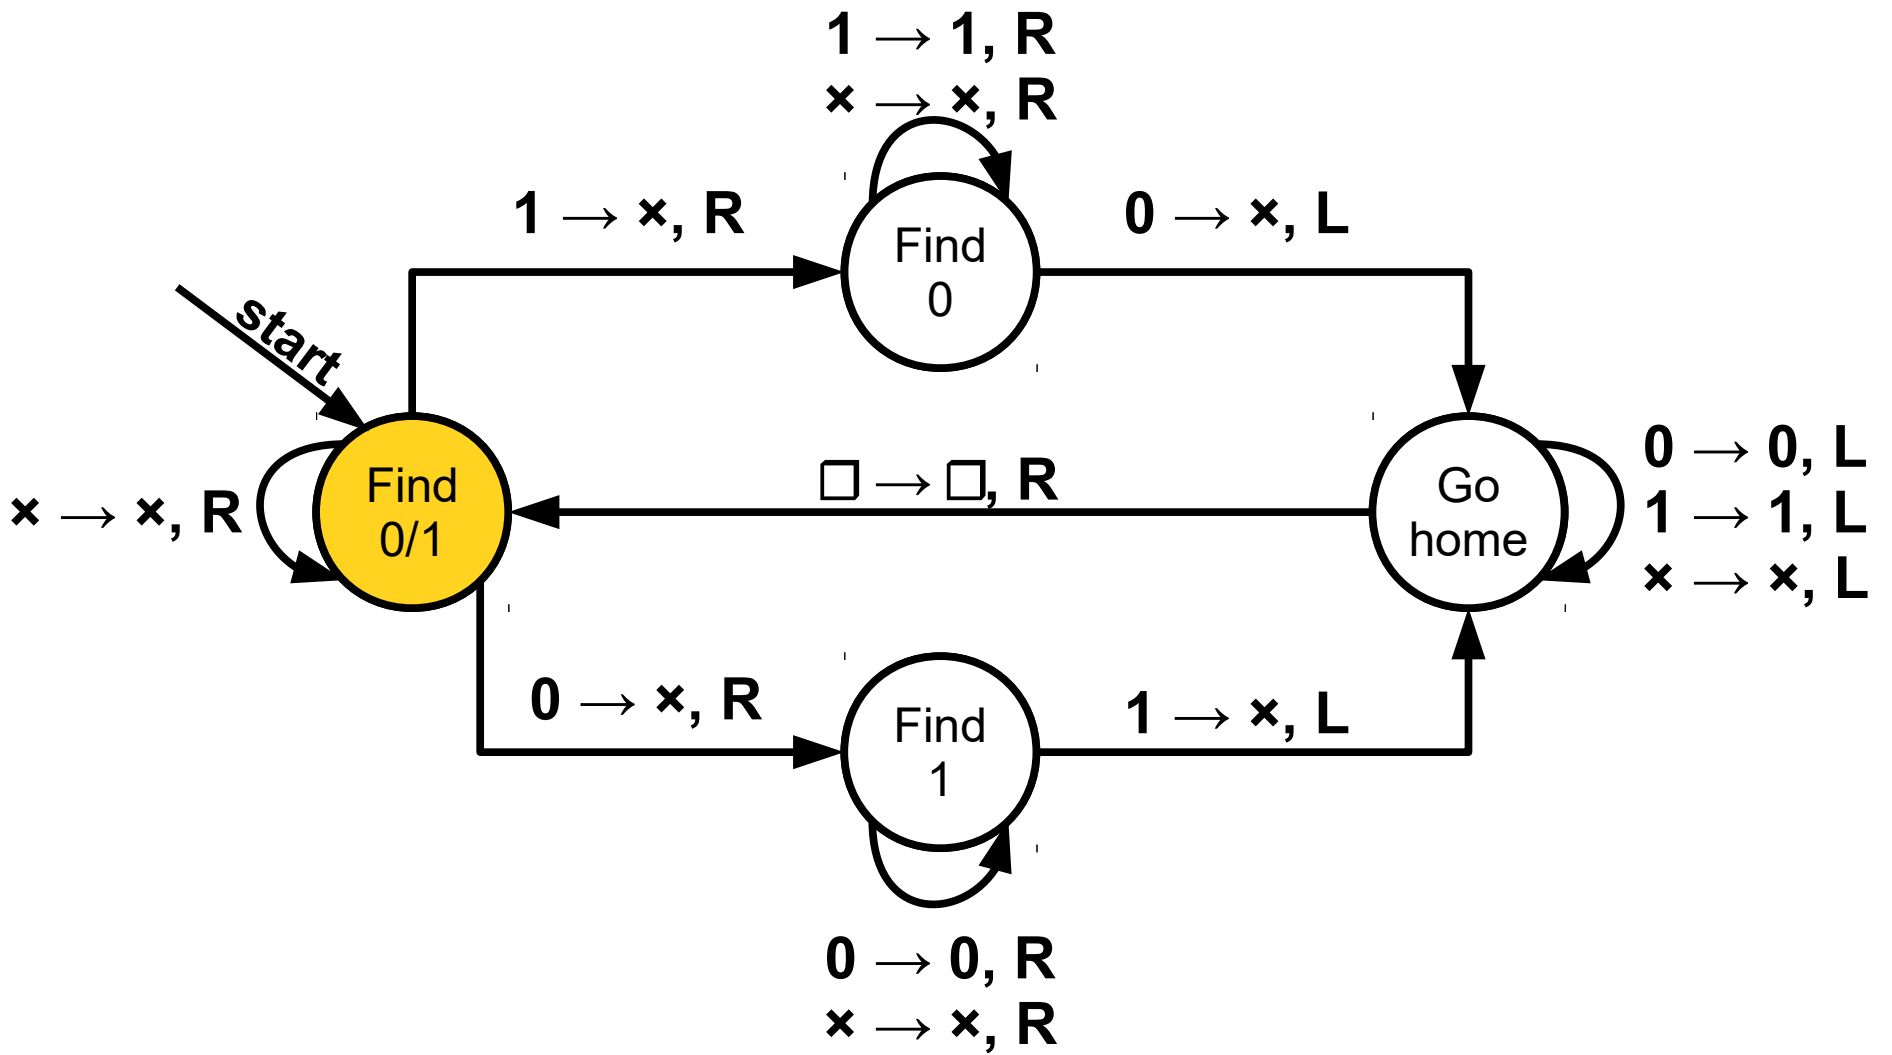 1 → 1, R
× → ×, R
1 → ×, R
Find
0
0 → ×, L
start
× → ×, R
Find
0/1
□ → □, R
Go
home
0 → 0, L
1 → 1, L
× → ×, L
0 → ×, R
Find
1
1 → ×, L
0 → 0, R
× → ×, R